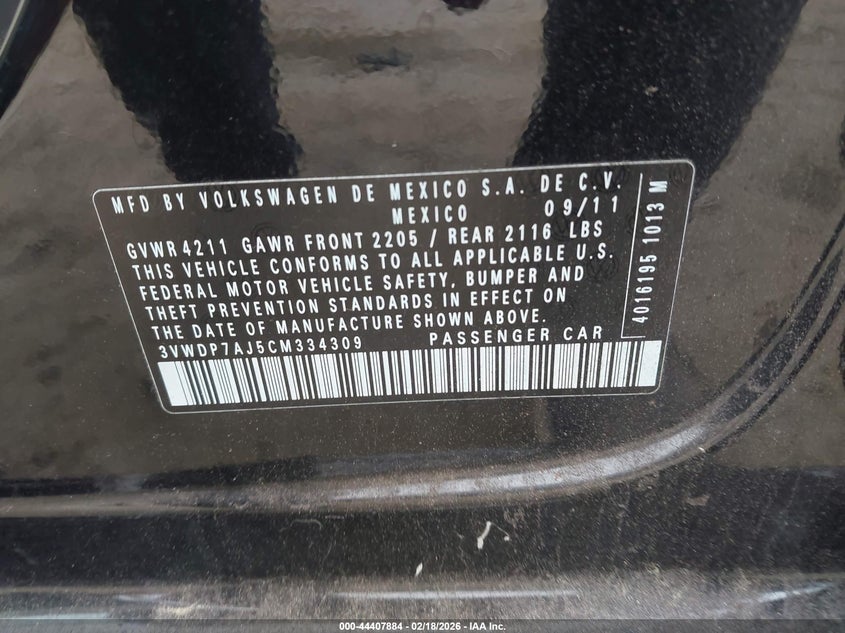 MFD BY VOLKSWAGEN DE MEXICO S.A. DE C.V.
MEXICO 09/11
GVWR 4211 GAWR FRONT 2205 / REAR 2116 LBS
THIS VEHICLE CONFORMS TO ALL APPLICABLE U.S.
FEDERAL MOTOR VEHICLE SAFETY, BUMPER AND
THEFT PREVENTION STANDARDS IN EFFECT ON
THE DATE OF MANUFACTURE SHOWN ABOVE.
3VWDP7AJ5CM334309 PASSENGER CAR
4016195 1013 M
000-44407884 | 02/18/2026 - IAA Inc.